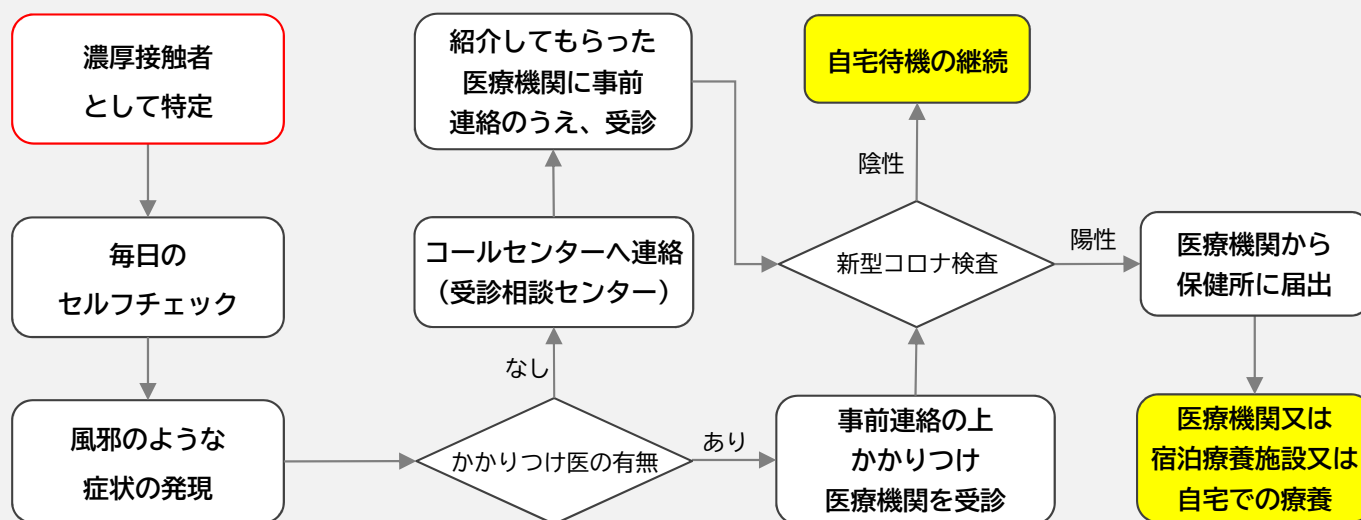 濃厚接触者
として特定
毎日の
セルフチェック
風邪のような
症状の発現
かかりつけ医の有無
なし
あり
コールセンターへ連絡
（受診相談センター）
紹介してもらった
医療機関に事前
連絡のうえ、受診
事前連絡の上
かかりつけ
医療機関を受診
新型コロナ検査
陰性
陽性
自宅待機の継続
医療機関から
保健所に届出
医療機関又は
宿泊療養施設又は
自宅での療養